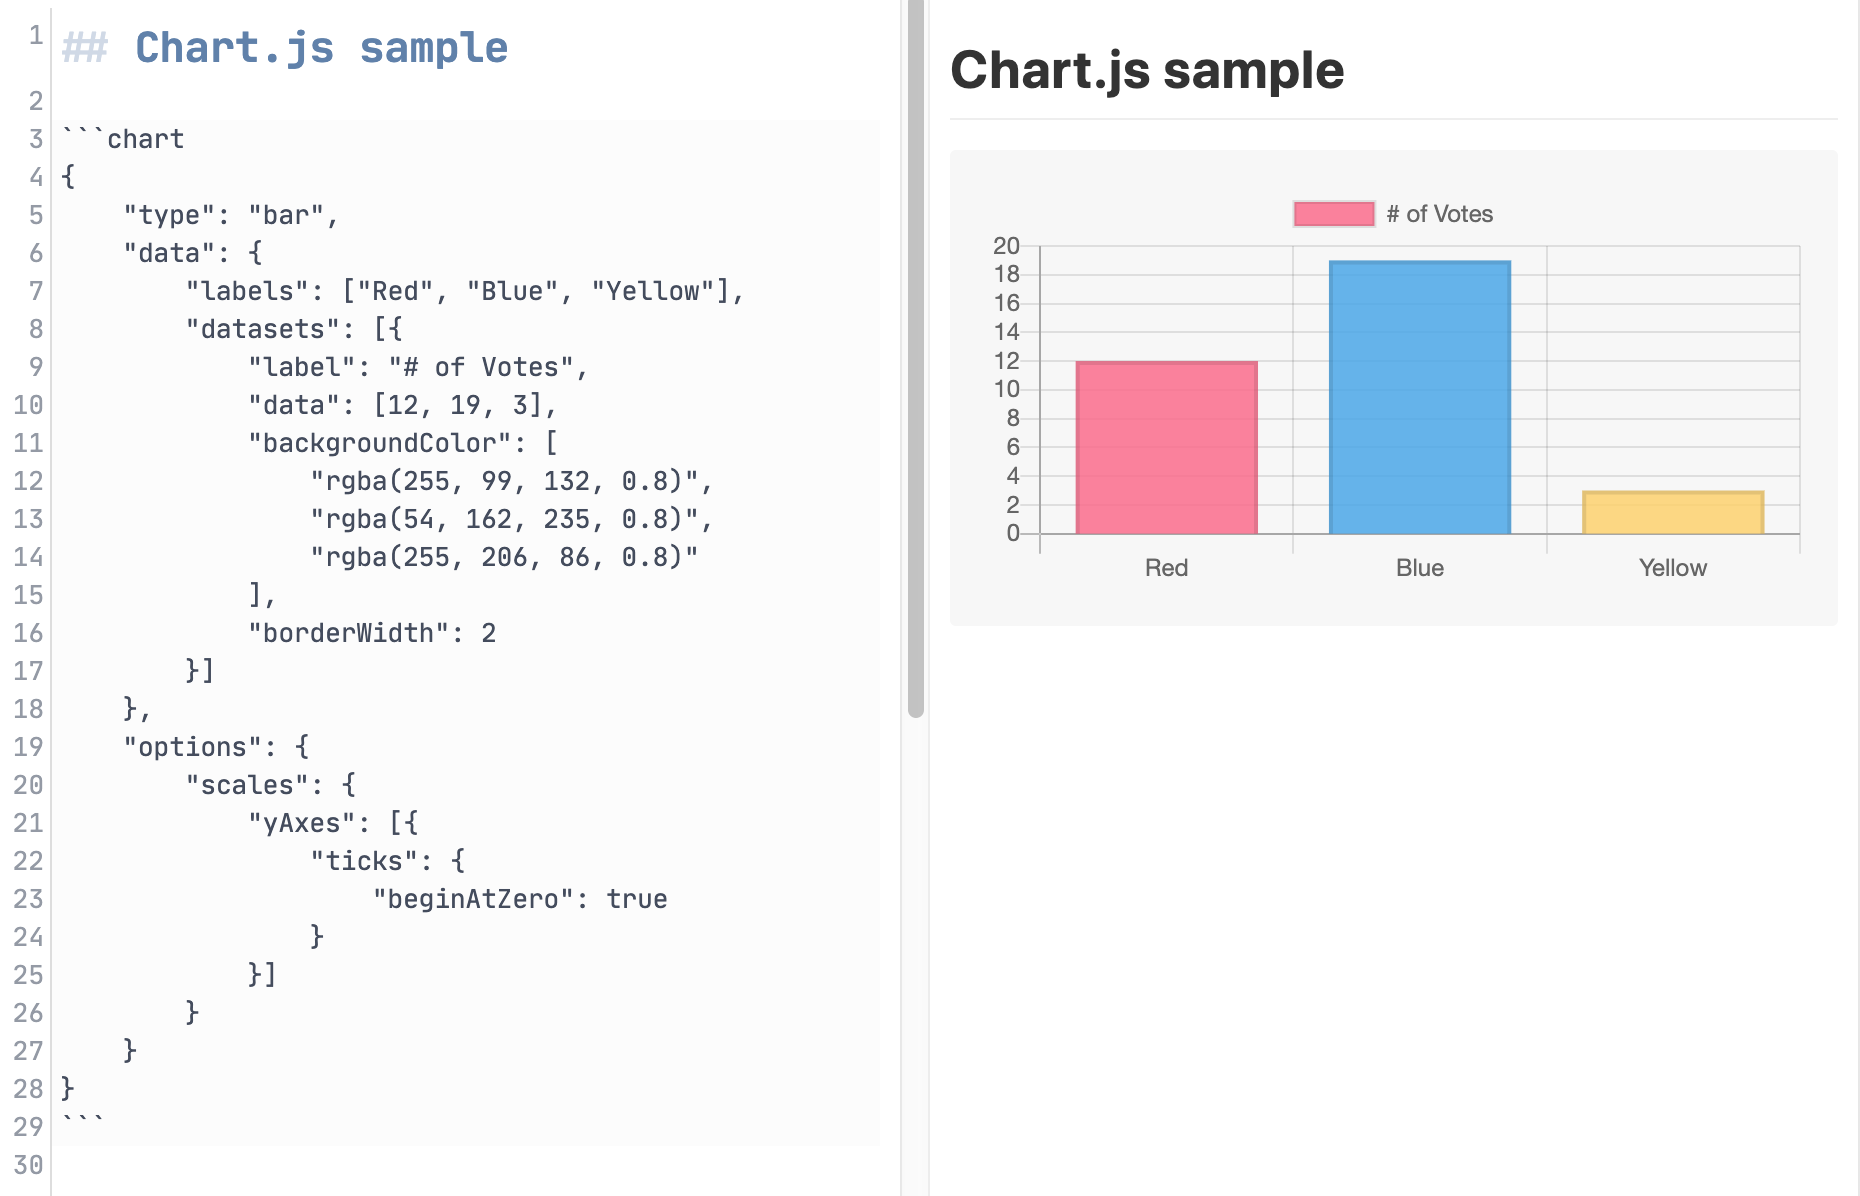 1 ## Chart.js sample
2
3 ```chart
4 {
5     "type": "bar",
6     "data": {
7         "labels": ["Red", "Blue", "Yellow"],
8         "datasets": [{
9             "label": "# of Votes",
10             "data": [12, 19, 3],
11             "backgroundColor": [
12                 "rgba(255, 99, 132, 0.8)",
13                 "rgba(54, 162, 235, 0.8)",
14                 "rgba(255, 206, 86, 0.8)"
15             ],
16             "borderWidth": 2
17         }]
18     },
19     "options": {
20         "scales": {
21             "yAxes": [{
22                 "ticks": {
23                     "beginAtZero": true
24                 }
25             }]
26         }
27     }
28 }
29 ```
30
Chart.js sample
# of Votes
20
18
16
14
12
10
8
6
4
2
0
Red Blue Yellow